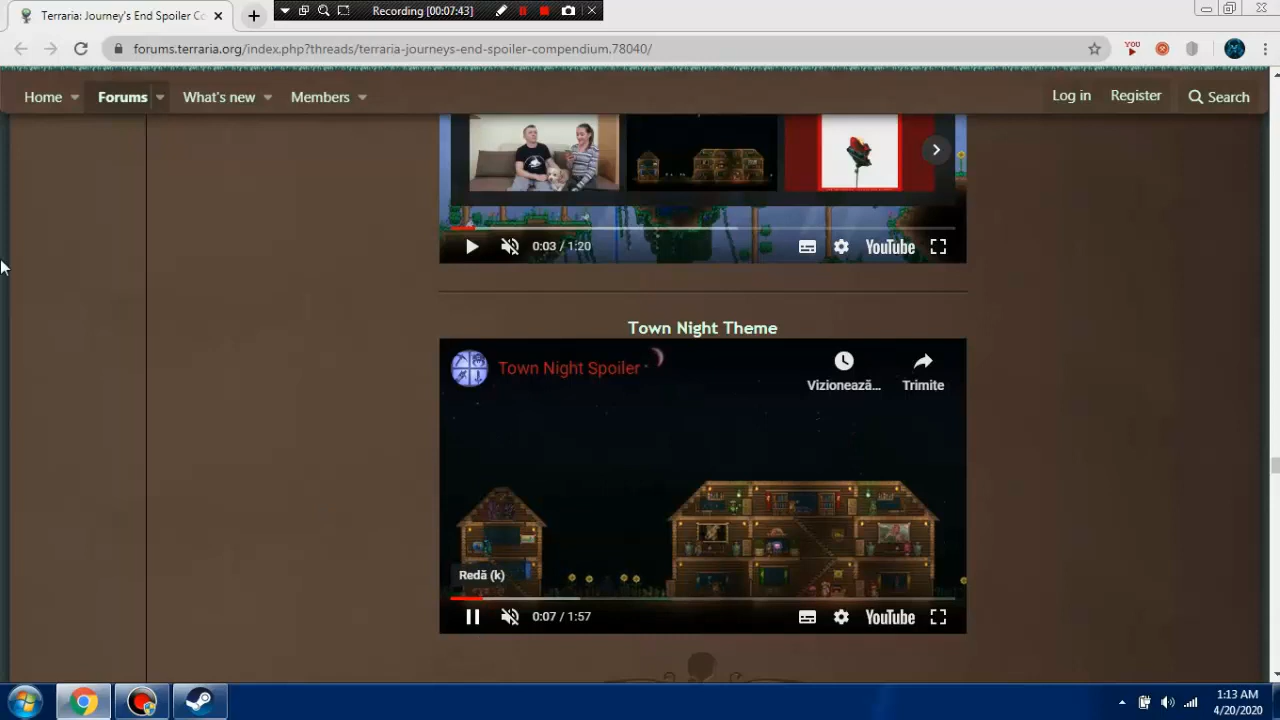 Terraria: Journey's End Spoiler Co
Recording [00:07:43]
forums.terraria.org/index.php?threads/terraria-journeys-end-spoiler-compendium.78040/
YOU
Home Forums What's new Members Log in Register Search
0:03 / 1:20 YouTube
Town Night Theme
Town Night Spoiler -
Vizionează... Trimite
Redă (k)
0:07 / 1:57 YouTube
1:13 AM
4/20/2020